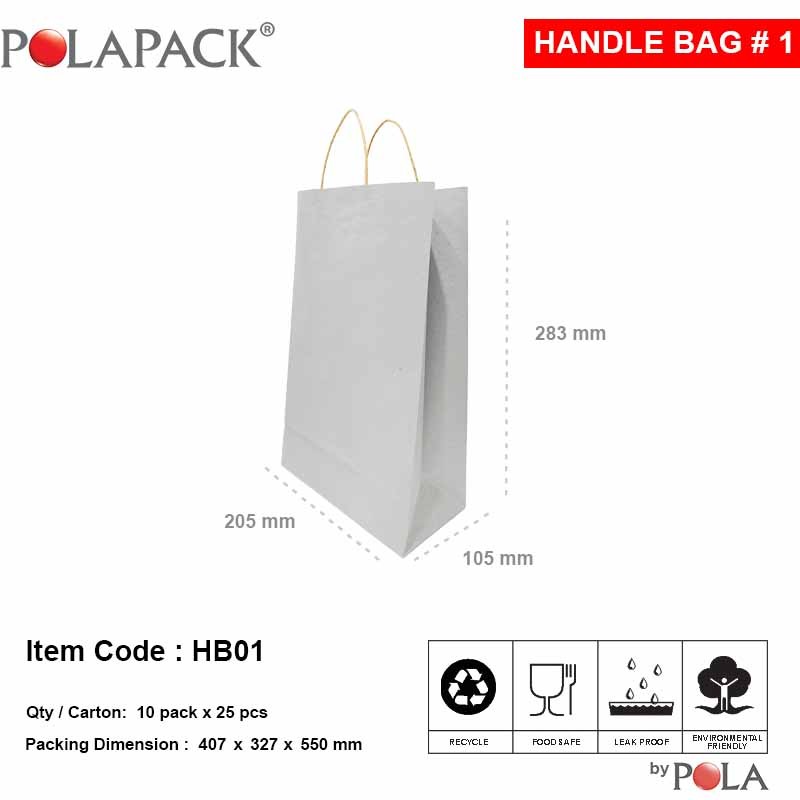 POLAPACK®
HANDLE BAG # 1
283 mm
205 mm
105 mm
Item Code : HB01
Qty / Carton: 10 pack x 25 pcs
Packing Dimension : 407 x 327 x 550 mm
RECYCLE
FOOD SAFE
LEAK PROOF
ENVIRONMENTAL
FRIENDLY
by POLA